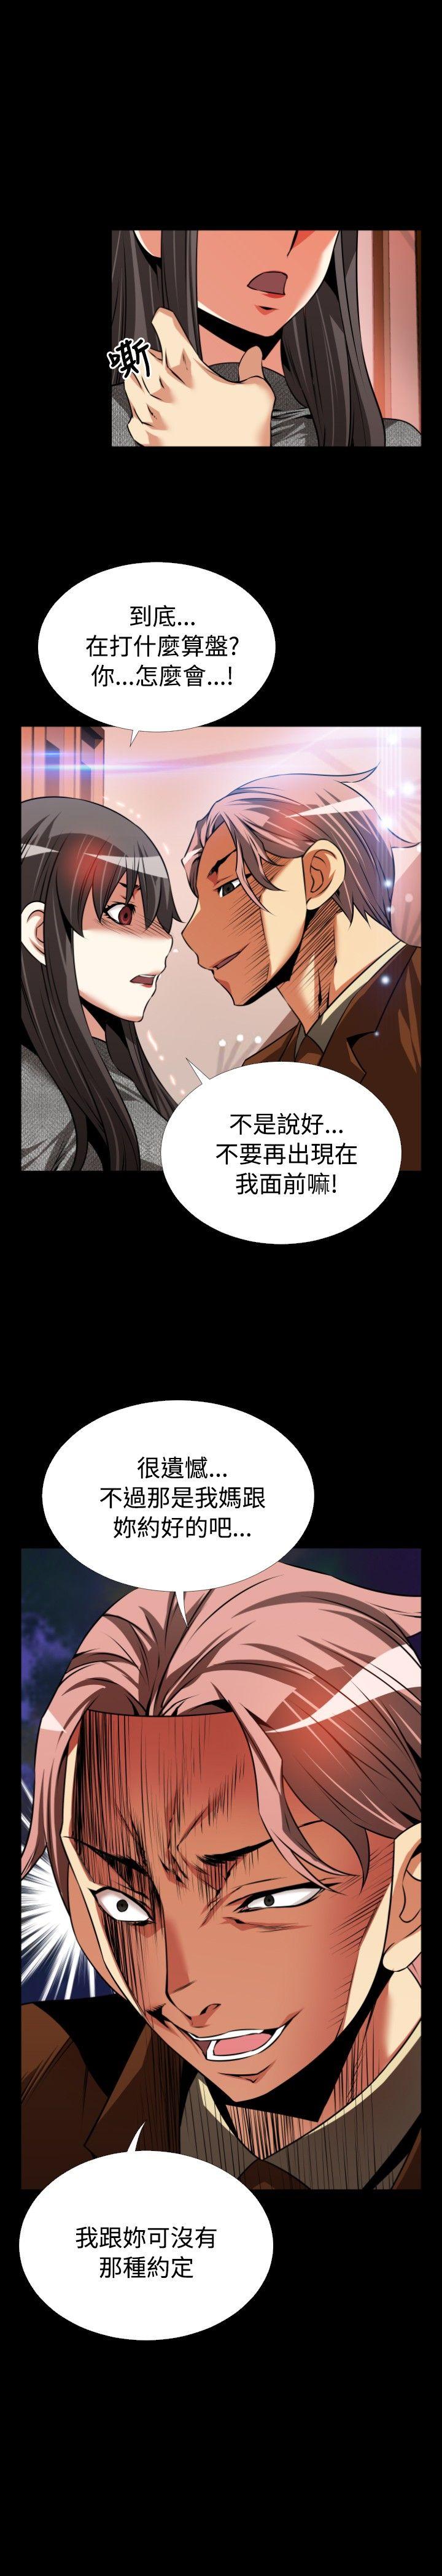 嘶
到底...
在打什麼算盤?
你...怎麼會...!
不是說好...
不要再出現在
我面前嘛!
很遺憾...
不過那是我媽跟
妳約好的吧...
我跟妳可沒有
那種約定